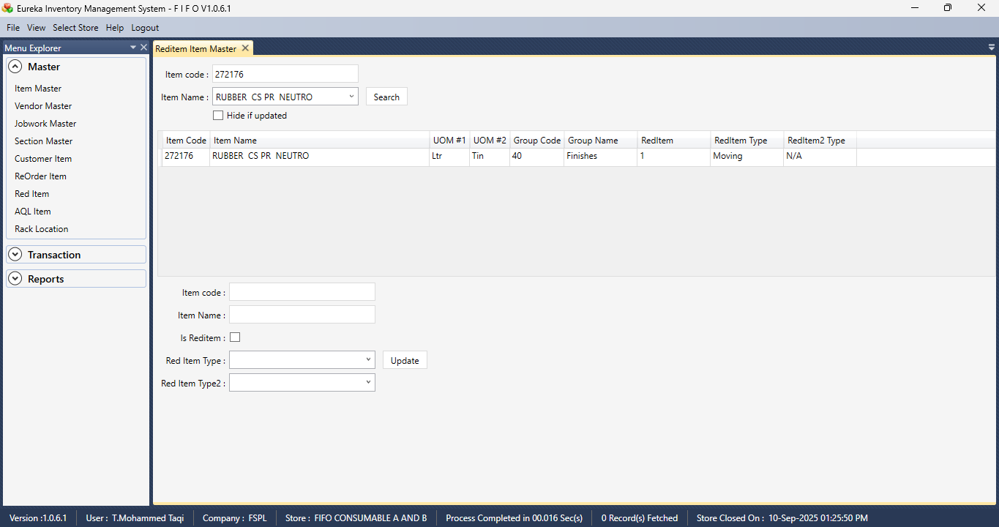 Eureka Inventory Management System - F I F O V1.0.6.1
File View Select Store Help Logout
Menu Explorer
Master
Item Master
Vendor Master
Jobwork Master
Section Master
Customer Item
ReOrder Item
Red Item
AQL Item
Rack Location
Transaction
Reports
Reditem Item Master
Item code : 272176
Item Name : RUBBER CS PR NEUTRO Search
Hide if updated
Item Code Item Name UOM #1 UOM #2 Group Code Group Name RedItem RedItem Type RedItem2 Type
272176 RUBBER CS PR NEUTRO Ltr Tin 40 Finishes 1 Moving N/A
Item code :
Item Name :
Is Reditem :
Red Item Type : Update
Red Item Type2 :
Version :1.0.6.1 User : T.Mohammed Taqi Company : FSPL Store : FIFO CONSUMABLE A AND B Process Completed in 00.016 Sec(s) 0 Record(s) Fetched Store Closed On : 10-Sep-2025 01:25:50 PM